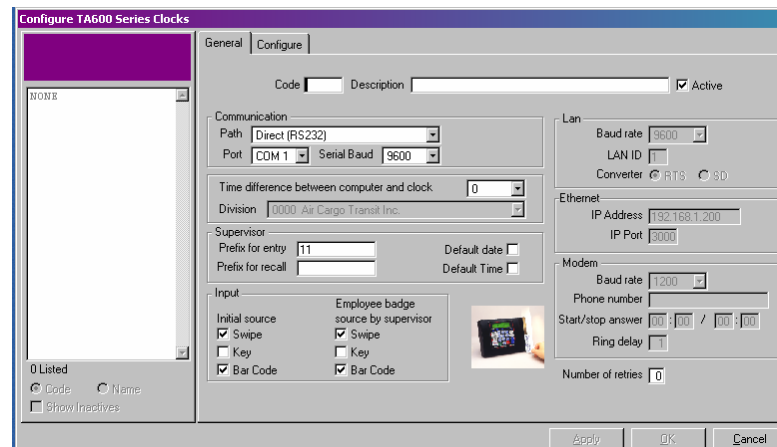 Configure TA600 Series Clocks
NONE
0 Listed
Code Name
Show Inactives
General Configure
Code Description Active
Communication
Path Direct (RS232)
Port COM 1 Serial Baud 9600
Time difference between computer and clock 0
Division 0000 Air Cargo Transit Inc.
Supervisor
Prefix for entry 11 Default date
Prefix for recall Default Time
Input
Initial source
Swipe
Key
Bar Code
Employee badge
source by supervisor
Swipe
Key
Bar Code
Lan
Baud rate 9600
LAN ID 1
Converter RTS SD
Ethernet
IP Address 192.168.1.200
IP Port 3000
Modem
Baud rate 1200
Phone number
Start/stop answer 00 : 00 / 00 : 00
Ring delay 1
Number of retries 0
Apply OK Cancel